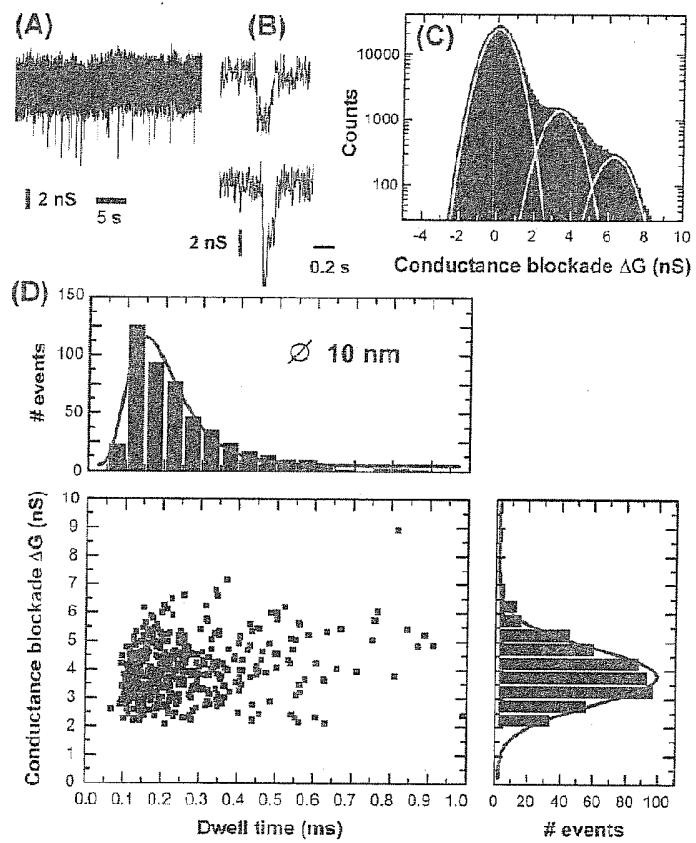 (A)
(B)
(C)
2 nS
5 s
2 nS
0.2 s
Counts
10000
1000
100
-4 -2 0 2 4 6 8 10
Conductance blockade ΔG (nS)
(D)
# events
150
100
50
0
∅ 10 nm
Conductance blockade ΔG (nS)
10
9
8
7
6
5
4
3
2
1
0
0.0 0.1 0.2 0.3 0.4 0.5 0.6 0.7 0.8 0.9 1.0
Dwell time (ms)
0 20 40 60 80 100
# events